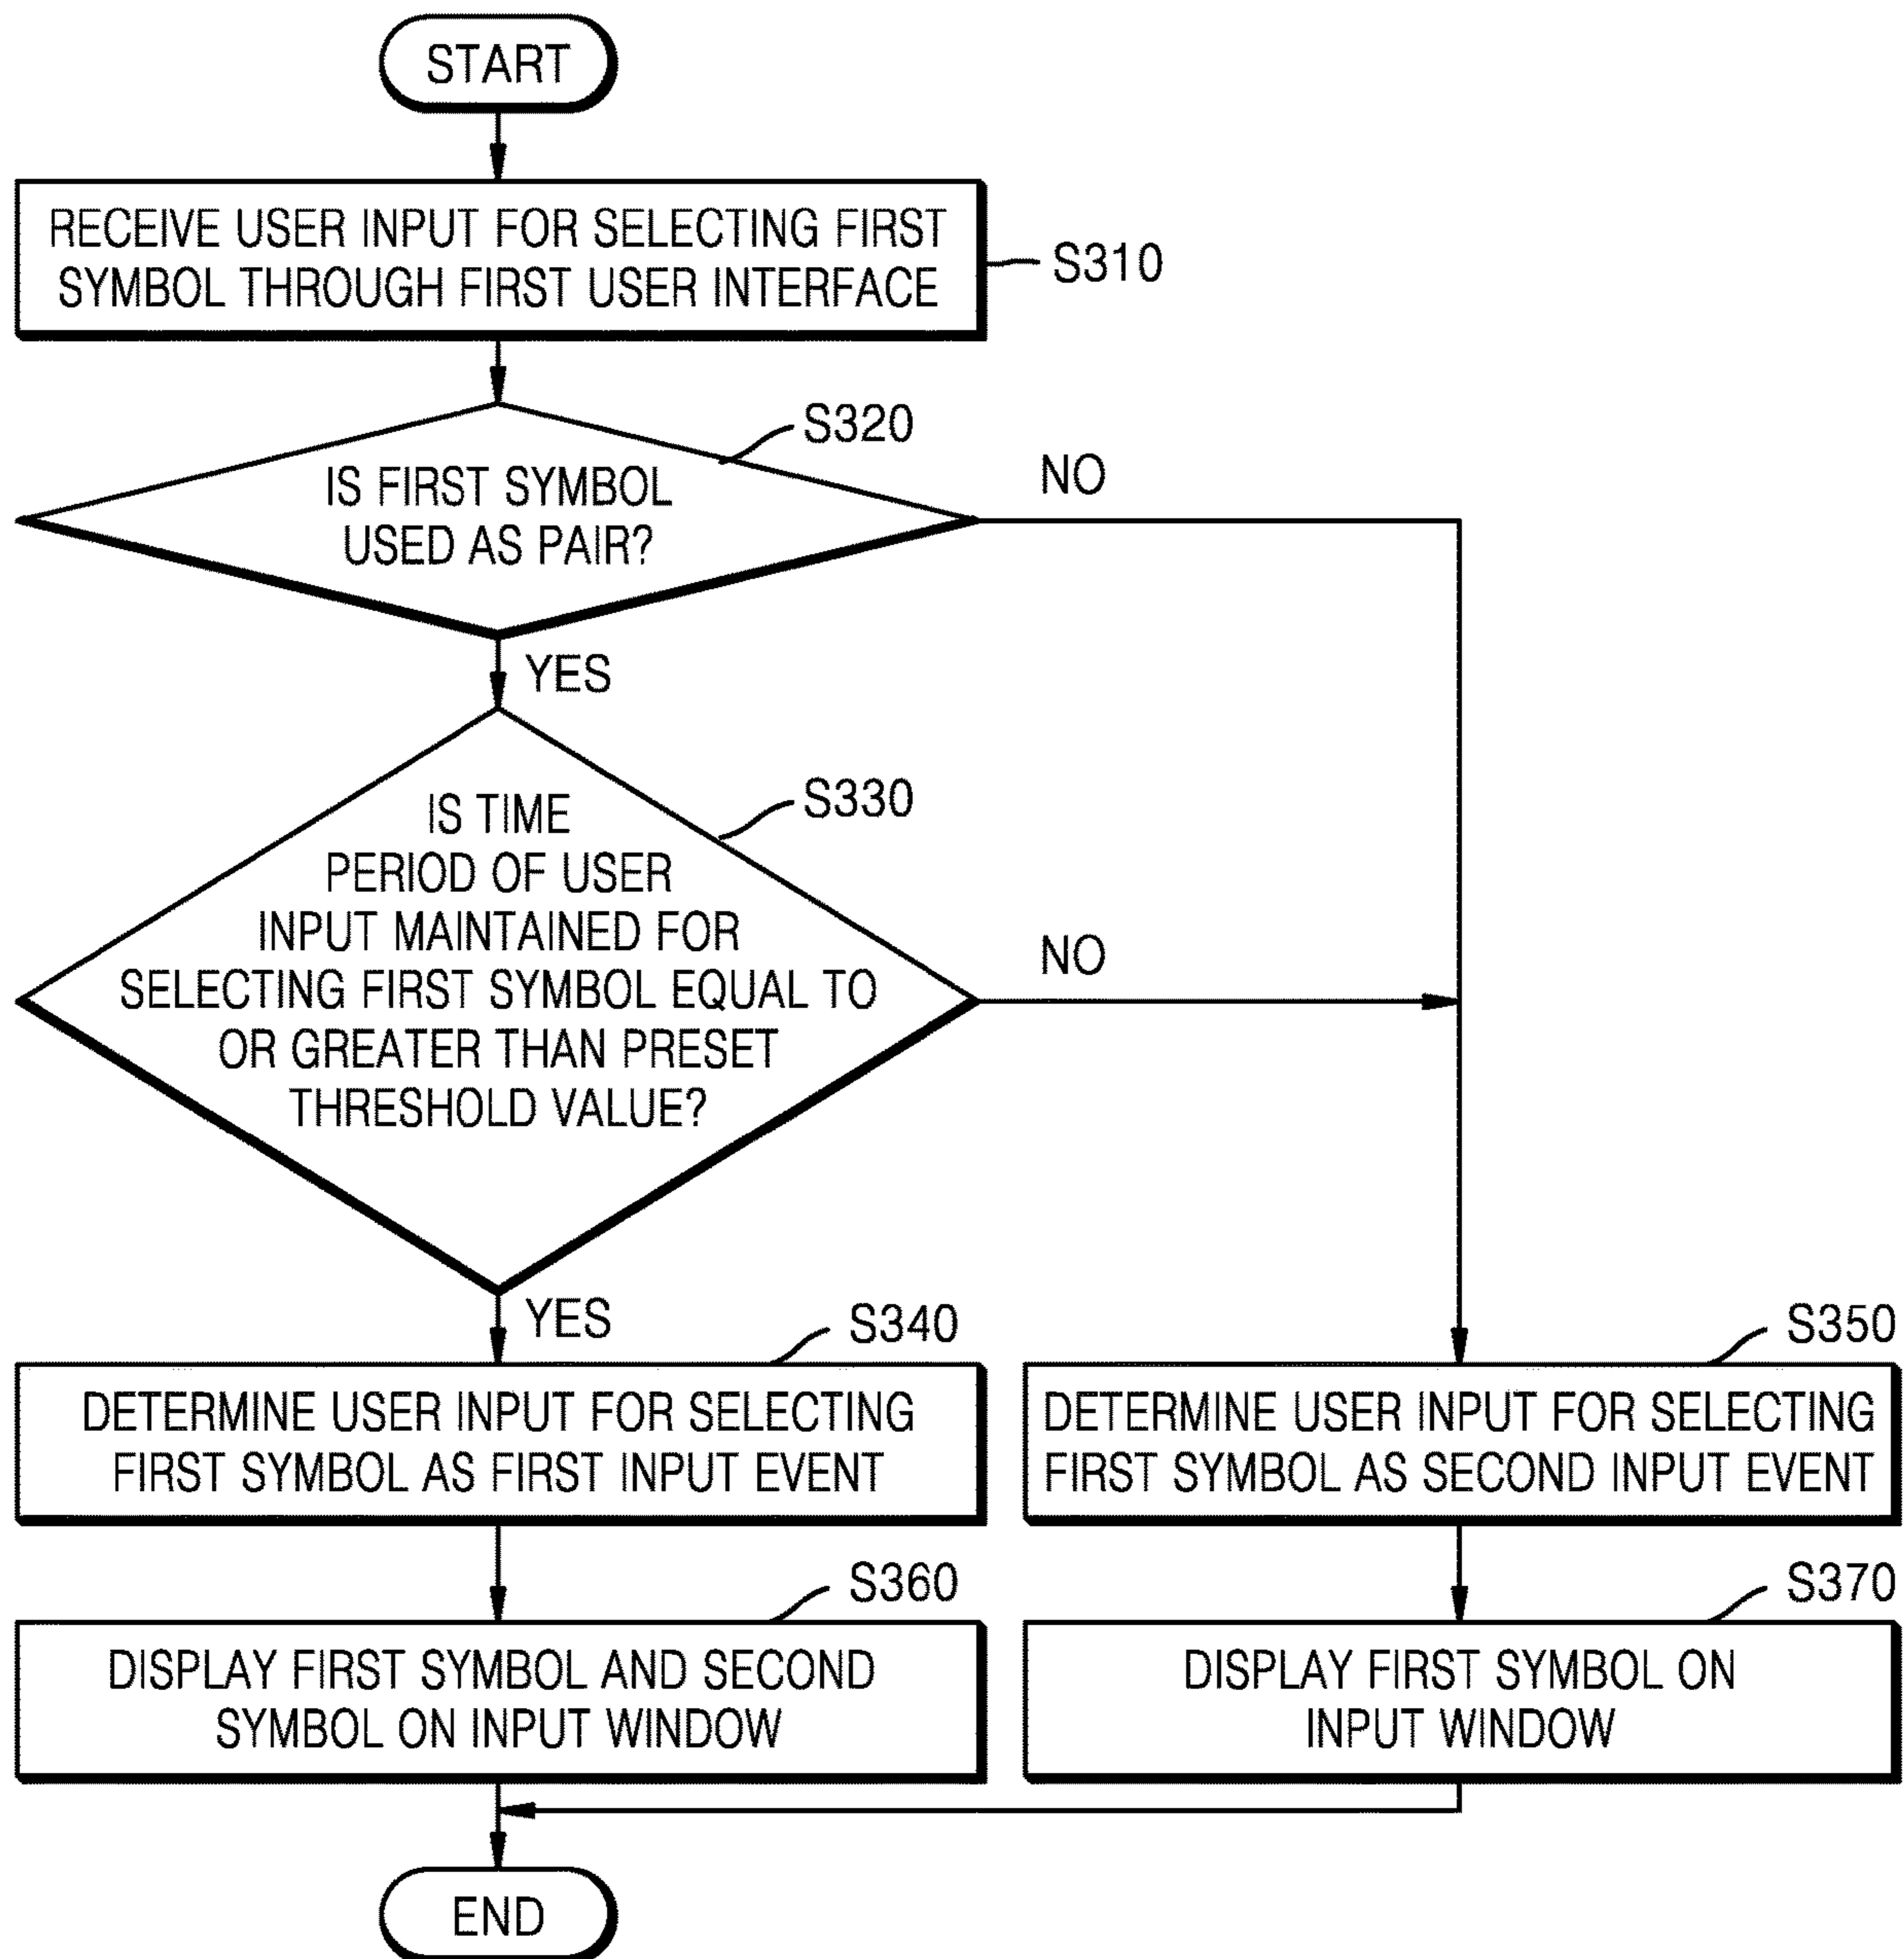 START
RECEIVE USER INPUT FOR SELECTING FIRST
SYMBOL THROUGH FIRST USER INTERFACE
S310
S320
IS FIRST SYMBOL
USED AS PAIR?
NO
YES
S330
IS TIME
PERIOD OF USER
INPUT MAINTAINED FOR
SELECTING FIRST SYMBOL EQUAL TO
OR GREATER THAN PRESET
THRESHOLD VALUE?
NO
YES
S340
DETERMINE USER INPUT FOR SELECTING
FIRST SYMBOL AS FIRST INPUT EVENT
S350
DETERMINE USER INPUT FOR SELECTING
FIRST SYMBOL AS SECOND INPUT EVENT
S360
DISPLAY FIRST SYMBOL AND SECOND
SYMBOL ON INPUT WINDOW
S370
DISPLAY FIRST SYMBOL ON
INPUT WINDOW
END